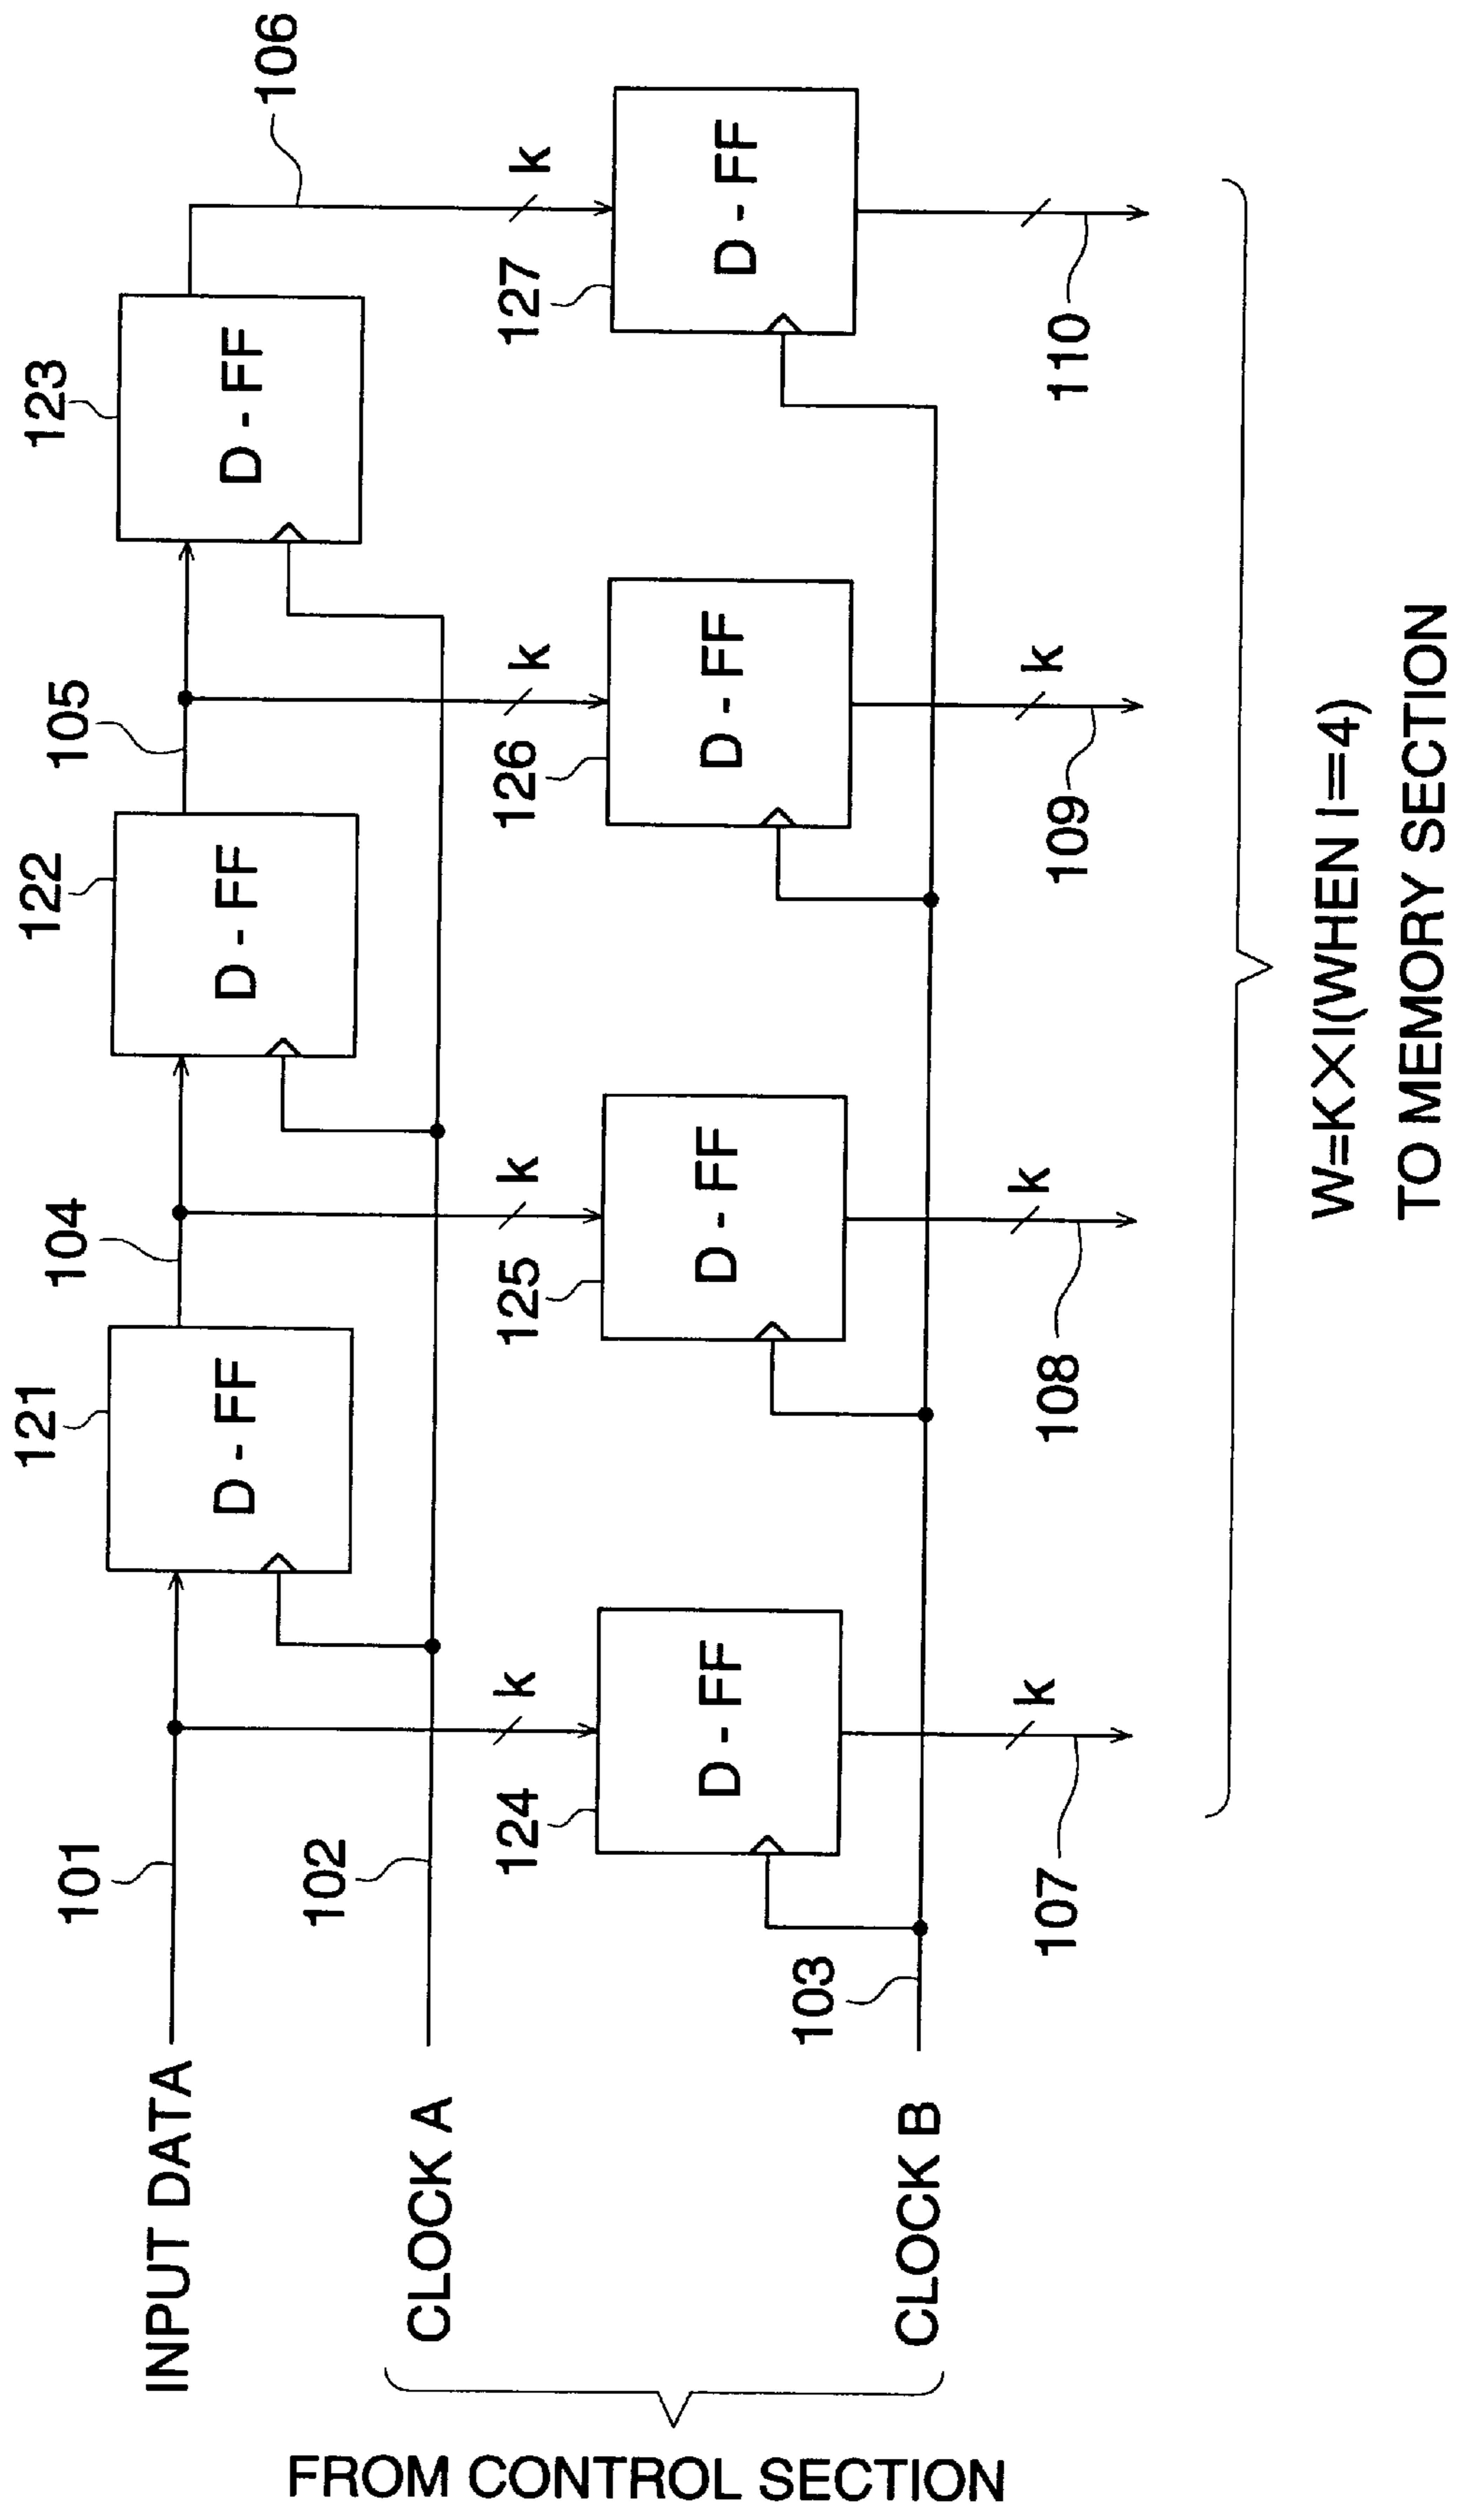 121
122
123
106
104
105
D - FF
D - FF
D - FF
101
INPUT DATA
102
CLOCK A
k
k
k
k
124
125
126
127
D - FF
D - FF
D - FF
D - FF
103
CLOCK B
FROM CONTROL SECTION
k
k
k
107
108
109
110
W=K×I(WHEN I=4)
TO MEMORY SECTION